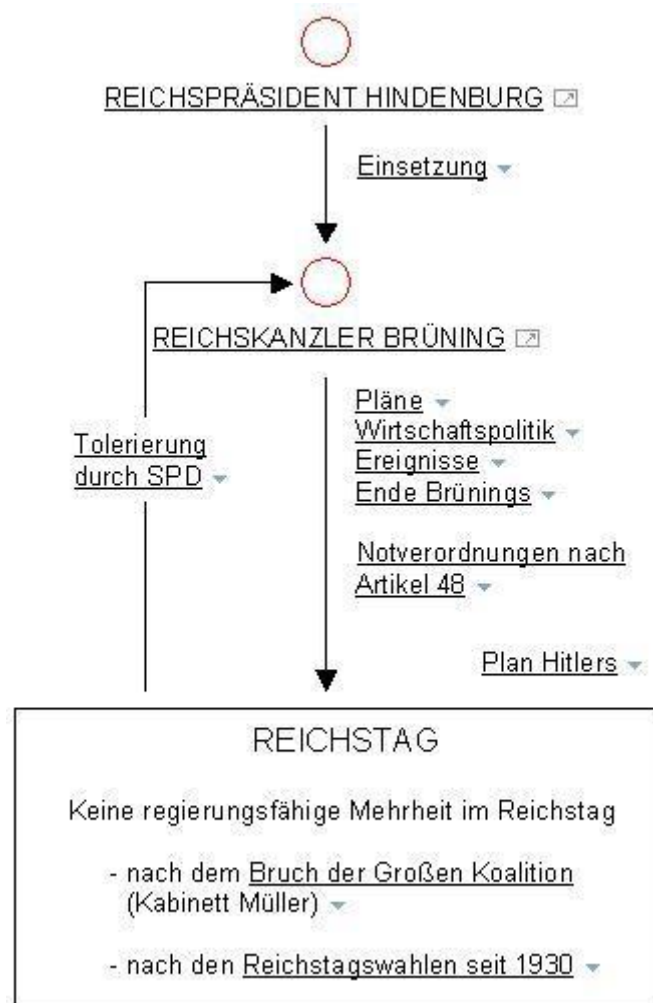 REICHSPRÄSIDENT HINDENBURG
Einsetzung
REICHSKANZLER BRÜNING
Pläne
Wirtschaftspolitik
Ereignisse
Ende Brünings
Tolerierung
durch SPD
Notverordnungen nach
Artikel 48
Plan Hitlers
REICHSTAG
Keine regierungsfähige Mehrheit im Reichstag
- nach dem Bruch der Großen Koalition
(Kabinett Müller)
- nach den Reichstagswahlen seit 1930